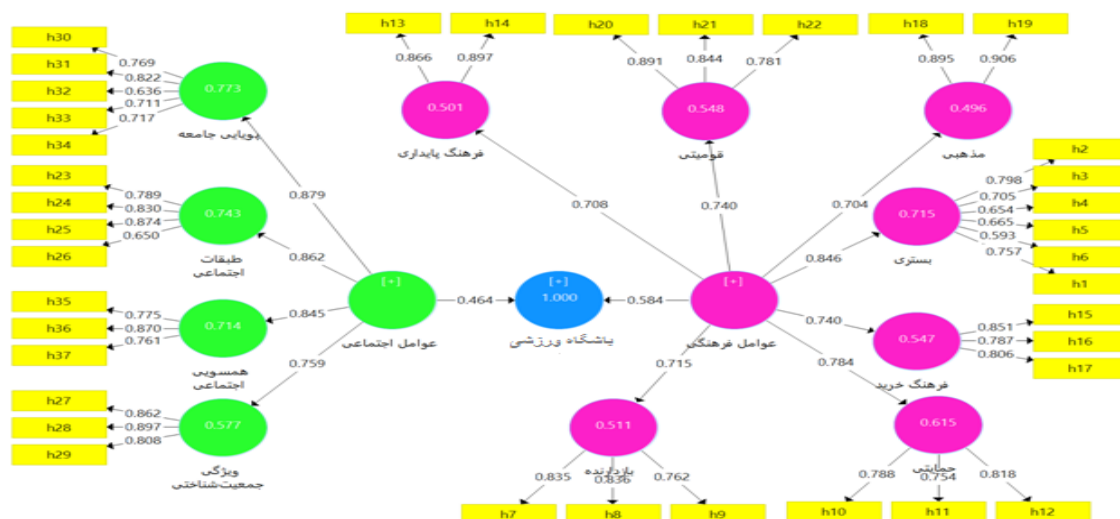 h13
h14
h20
h21
h22
h18
h19
h30
h31
h32
h33
h34
0.769
0.822
0.636
0.711
0.717
0.773
پویایی جامعه
0.866
0.897
0.501
فرهنگ پایداری
0.891
0.844
0.781
0.548
قومیتی
0.895
0.906
0.496
مذهبی
h23
h24
h25
h26
0.789
0.830
0.874
0.650
0.743
طبقات
اجتماعی
0.879
0.862
0.708
0.740
0.704
0.846
0.715
بستری
0.798
0.705
0.654
0.665
0.593
0.757
h2
h3
h4
h5
h6
h1
h35
h36
h37
0.775
0.870
0.761
0.714
همسویی
اجتماعی
0.845
[+]
عوامل اجتماعی
0.464
[+]
1.000
باشگاه ورزشی
0.584
[+]
عوامل فرهنگی
0.740
0.547
فرهنگ خرید
0.851
0.787
0.806
h15
h16
h17
h27
h28
h29
0.862
0.897
0.808
0.577
ویژگی
جمعیت‌شناختی
0.759
0.715
0.511
بازدارنده
0.835
0.836
0.762
h7
h8
h9
0.784
0.615
حمایتی
0.788
0.754
0.818
h10
h11
h12